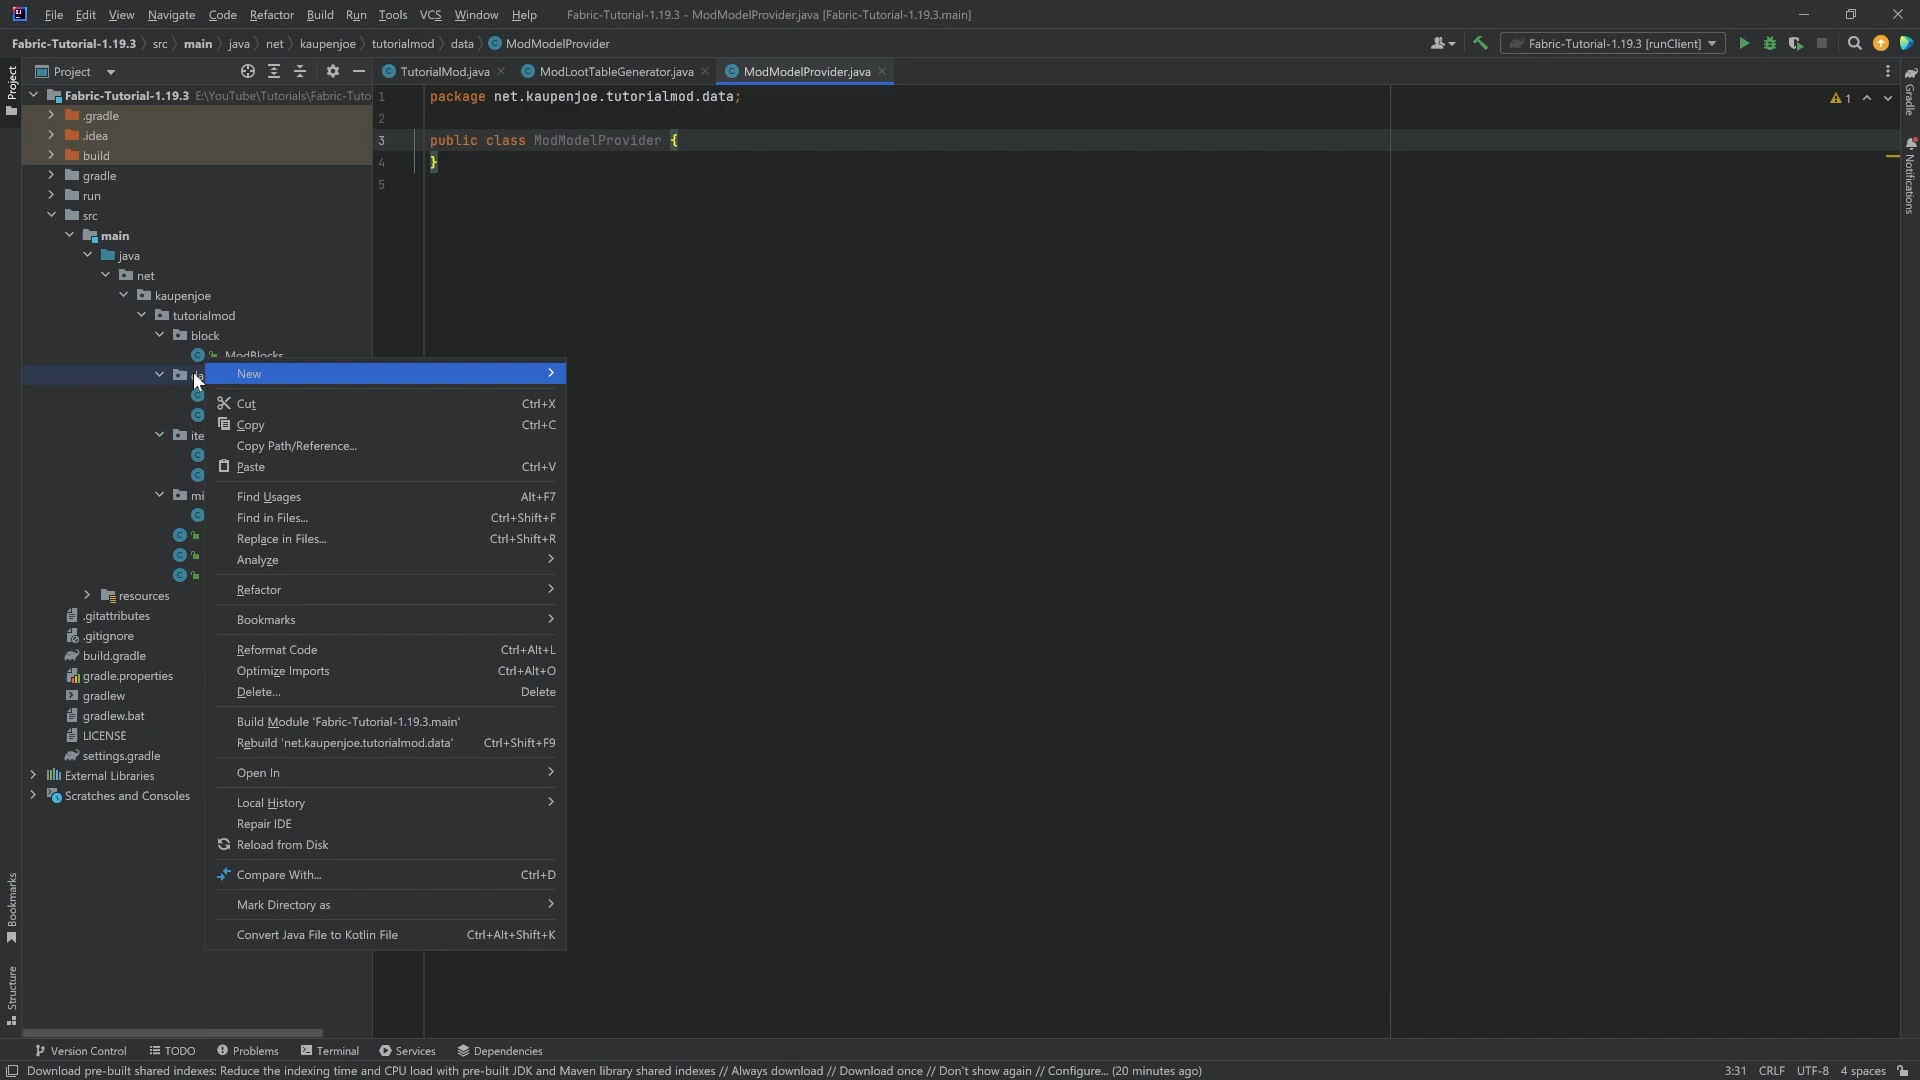 File Edit View Navigate Code Refactor Build Run Tools VCS Window Help Fabric-Tutorial-1.19.3 - ModModelProvider.java [Fabric-Tutorial-1.19.3.main]
Fabric-Tutorial-1.19.3 src main java net kaupenjoe tutorialmod data ModModelProvider Fabric-Tutorial-1.19.3 [runClient]
Project Project TutorialMod.java ModLootTableGenerator.java ModModelProvider.java
Fabric-Tutorial-1.19.3 E:\YouTube\Tutorials\Fabric-Tuto
.gradle
.idea
build
gradle
run
src
main
java
net
kaupenjoe
tutorialmod
block
ModBlocks
ite
mi
resources
.gitattributes
.gitignore
build.gradle
gradle.properties
gradlew
gradlew.bat
LICENSE
settings.gradle
External Libraries
Scratches and Consoles
1 package net.kaupenjoe.tutorialmod.data;
2
3 public class ModModelProvider {
4 }
5
1
New
Cut Ctrl+X
Copy Ctrl+C
Copy Path/Reference...
Paste Ctrl+V
Find Usages Alt+F7
Find in Files... Ctrl+Shift+F
Replace in Files... Ctrl+Shift+R
Analyze
Refactor
Bookmarks
Reformat Code Ctrl+Alt+L
Optimize Imports Ctrl+Alt+O
Delete... Delete
Build Module 'Fabric-Tutorial-1.19.3.main'
Rebuild 'net.kaupenjoe.tutorialmod.data' Ctrl+Shift+F9
Open In
Local History
Repair IDE
Reload from Disk
Compare With... Ctrl+D
Mark Directory as
Convert Java File to Kotlin File Ctrl+Alt+Shift+K
Gradle
Notifications
Bookmarks
Structure
Version Control TODO Problems Terminal Services Dependencies
Download pre-built shared indexes: Reduce the indexing time and CPU load with pre-built JDK and Maven library shared indexes // Always download // Download once // Don't show again // Configure... (20 minutes ago) 3:31 CRLF UTF-8 4 spaces